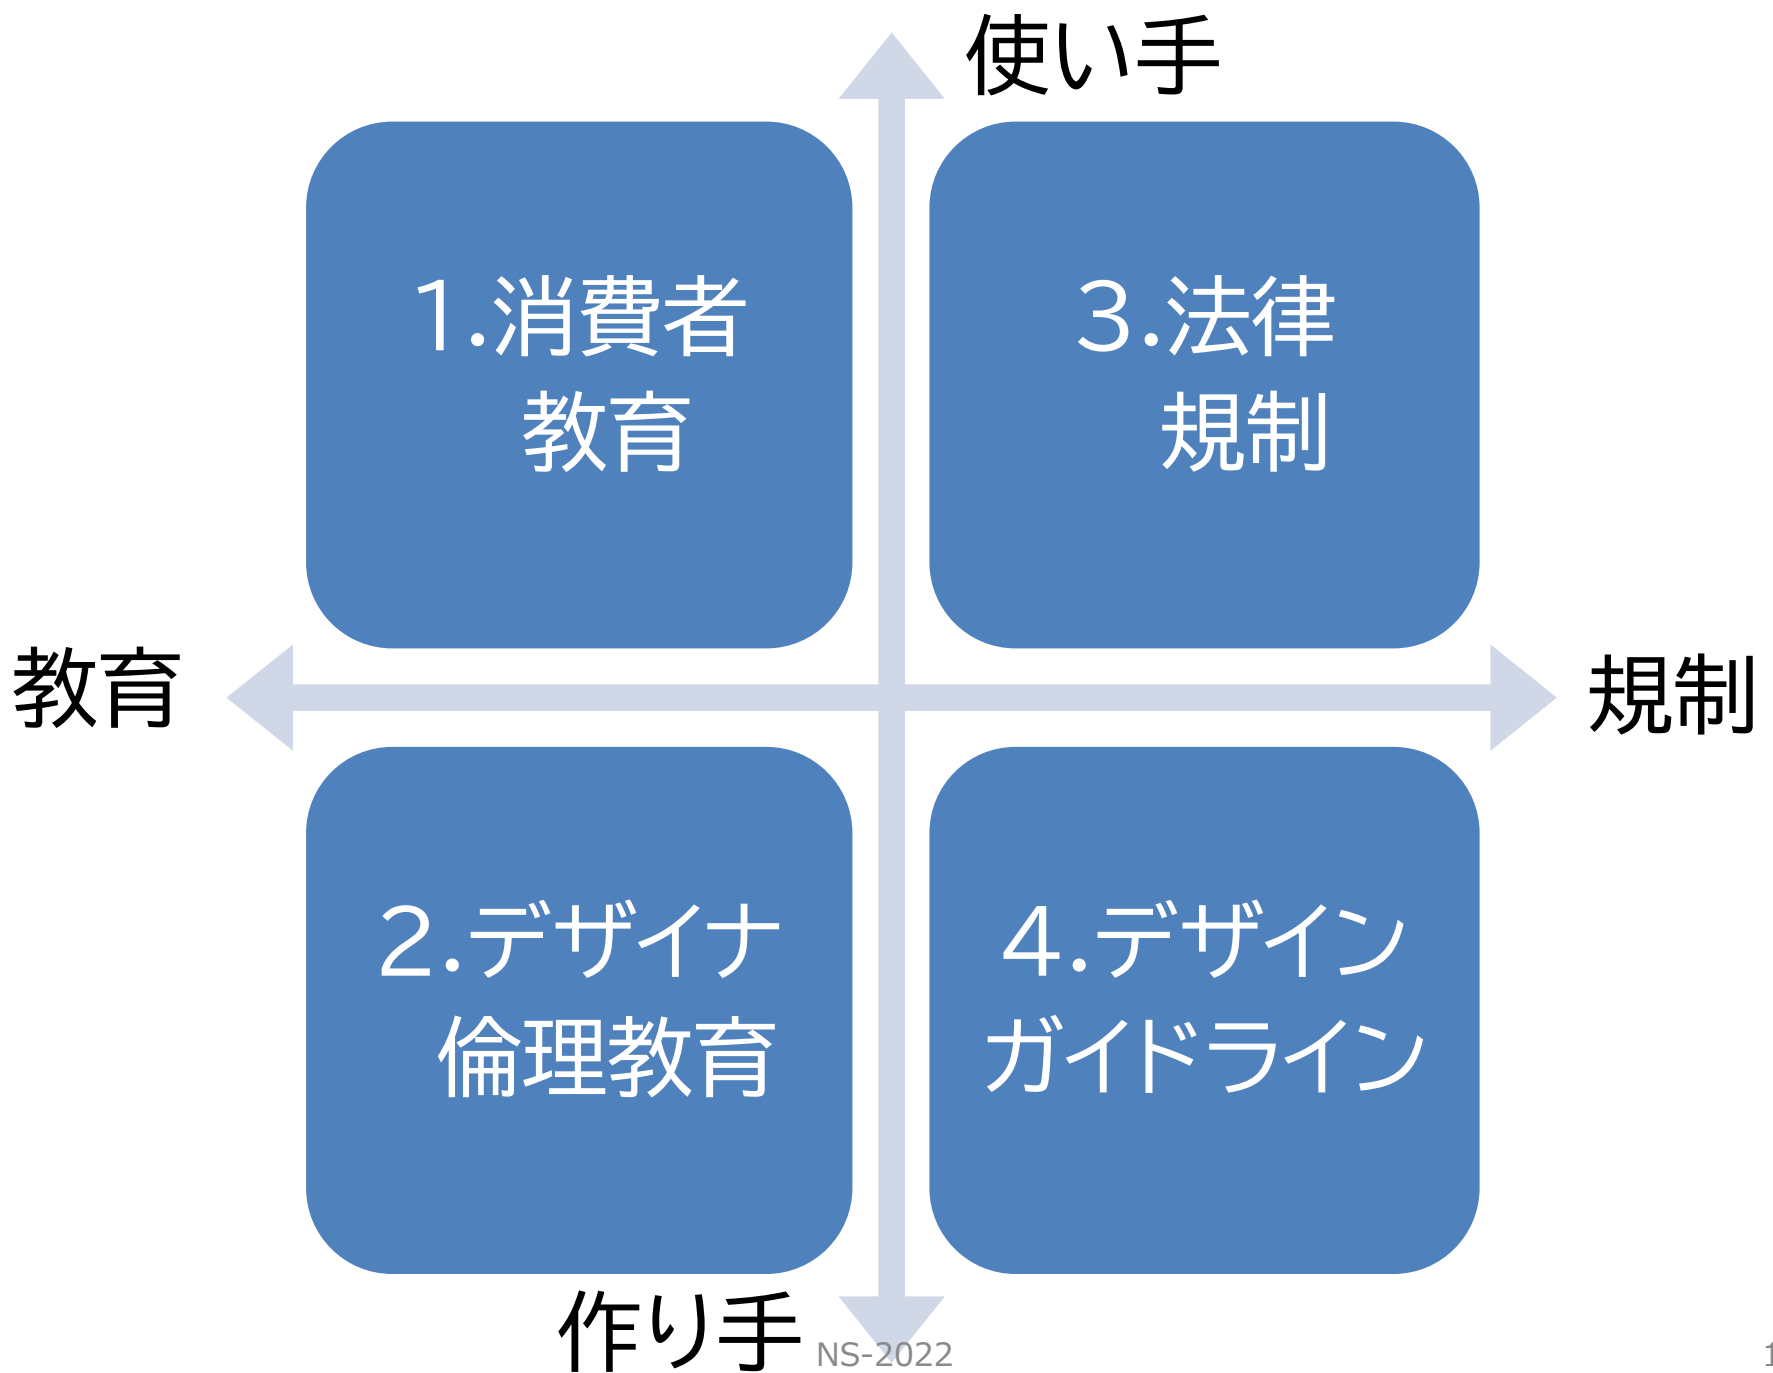 使い手
1.消費者
教育
3.法律
規制
教育
規制
2.デザイナ
倫理教育
4.デザイン
ガイドライン
作り手
NS-2022
1